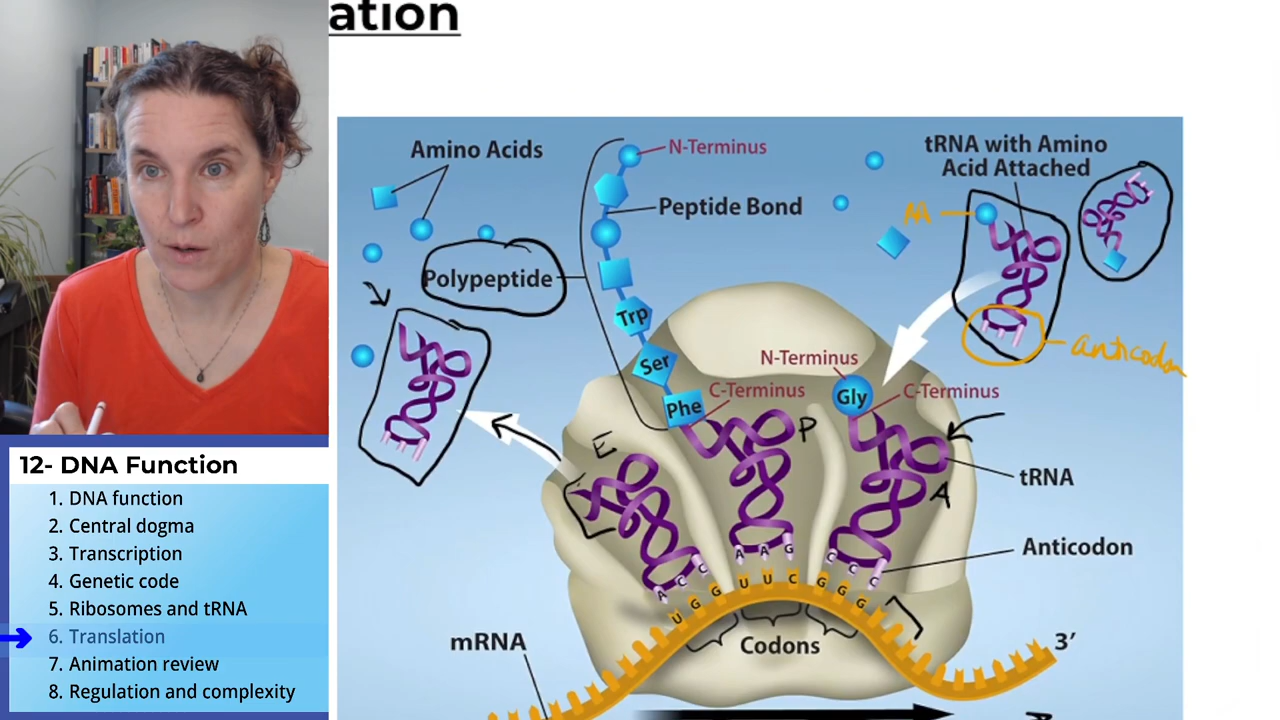 ation
Amino Acids
N-Terminus
Peptide Bond
Polypeptide
tRNA with Amino
Acid Attached
AA
anticodon
Trp
Ser
Phe
N-Terminus
C-Terminus
Gly
C-Terminus
E
P
A
tRNA
Anticodon
A C C
A A G
C C C
U G G U U C G G G
mRNA
Codons
3'
12- DNA Function
1. DNA function
2. Central dogma
3. Transcription
4. Genetic code
5. Ribosomes and tRNA
6. Translation
7. Animation review
8. Regulation and complexity